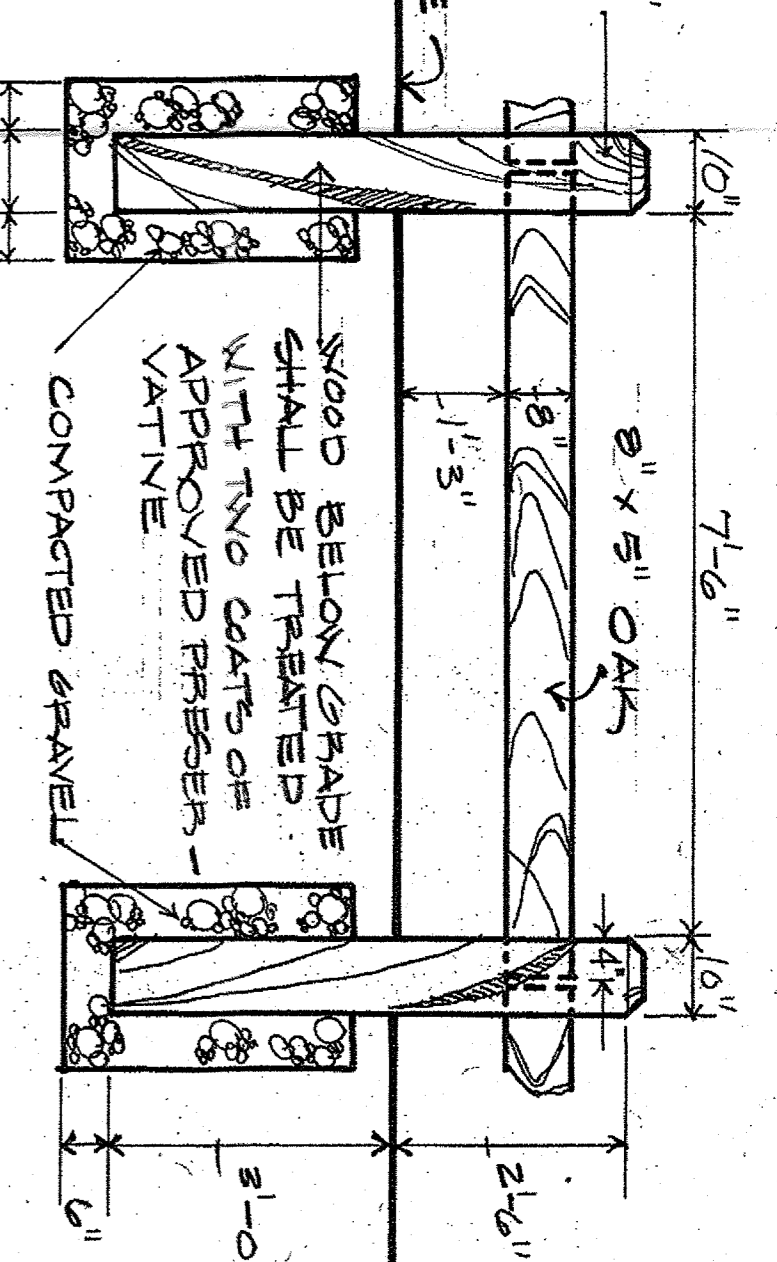 10"
7'-6"
10"
8" X 5" OAK
8"
4"
1'-3"
2'-6"
3'-0
6"
WOOD BELOW GRADE
SHALL BE TREATED
WITH TWO COATS OF
APPROVED PRESER-
VATIVE
COMPACTED GRAVEL